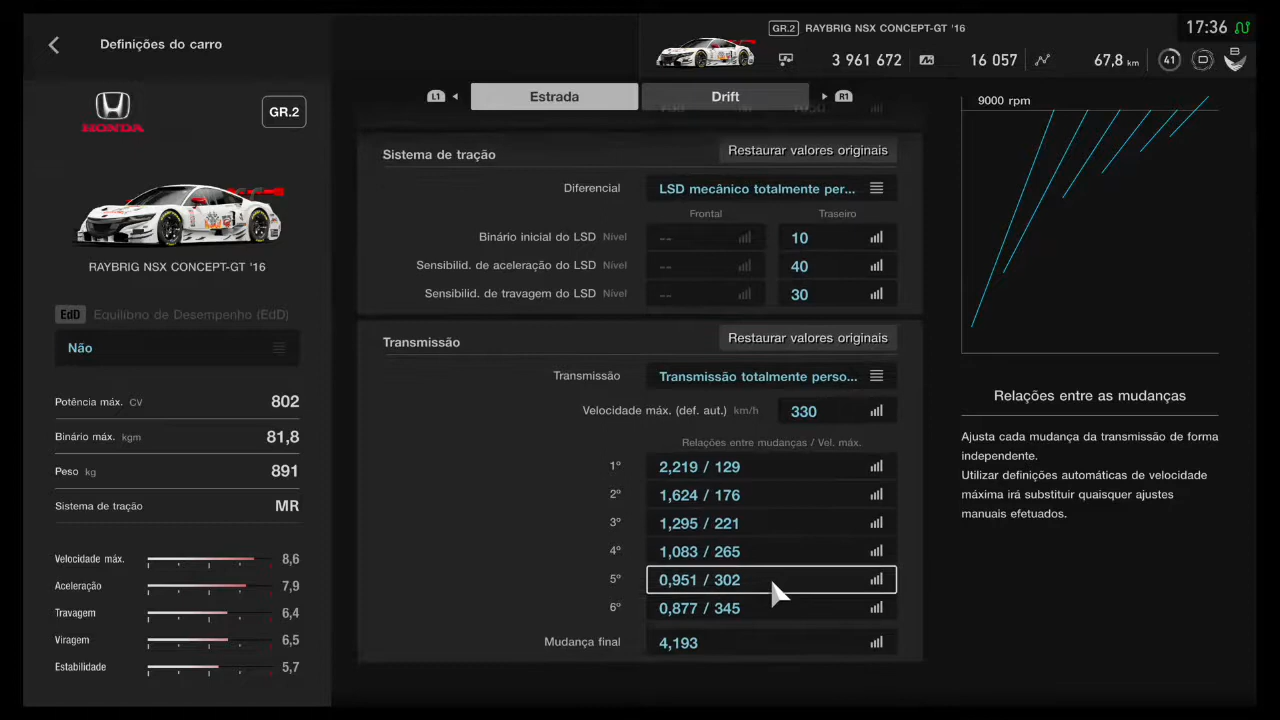 Definições do carro
GR.2 RAYBRIG NSX CONCEPT-GT '16
17:36
3 961 672 16 057 67,8 km 41 B
HONDA
GR.2
RAYBRIG NSX CONCEPT-GT '16
EdD Equilíbrio de Desempenho (EdD)
Não
Potência máx. CV 802
Binário máx. kgm 81,8
Peso kg 891
Sistema de tração MR
Velocidade máx. 8,6
Aceleração 7,9
Travagem 6,4
Viragem 6,5
Estabilidade 5,7
L1 Estrada Drift R1
Sistema de tração Restaurar valores originais
Diferencial LSD mecânico totalmente per...
Frontal Traseiro
Binário inicial do LSD Nível -- 10
Sensibilid. de aceleração do LSD Nível -- 40
Sensibilid. de travagem do LSD Nível -- 30
Transmissão Restaurar valores originais
Transmissão Transmissão totalmente perso...
Velocidade máx. (def. aut.) km/h 330
Relações entre mudanças / Vel. máx.
1º 2,219 / 129
2º 1,624 / 176
3º 1,295 / 221
4º 1,083 / 265
5º 0,951 / 302
6º 0,877 / 345
Mudança final 4,193
9000 rpm
Relações entre as mudanças
Ajusta cada mudança da transmissão de forma
independente.
Utilizar definições automáticas de velocidade
máxima irá substituir quaisquer ajustes
manuais efetuados.